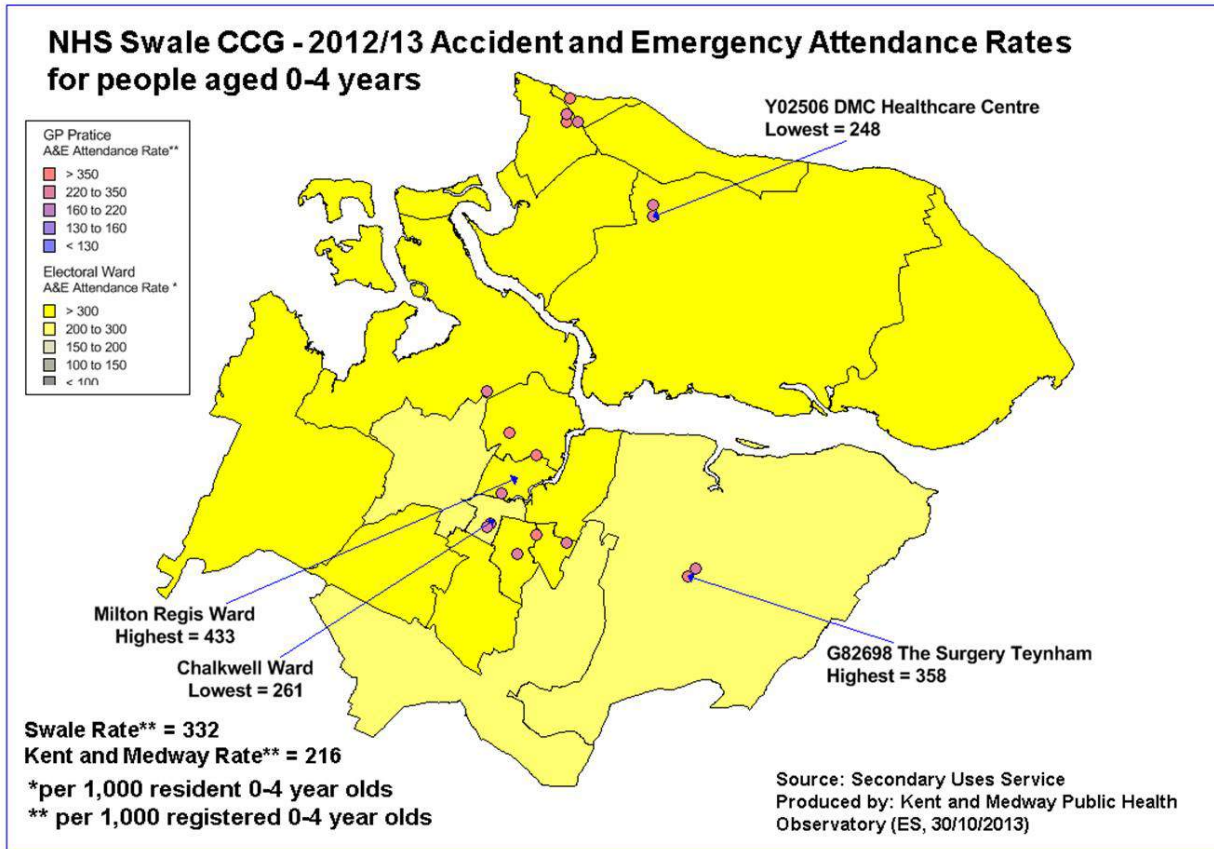 NHS Swale CCG - 2012/13 Accident and Emergency Attendance Rates
for people aged 0-4 years
Y02506 DMC Healthcare Centre
Lowest = 248
GP Pratice
A&E Attendance Rate**
> 350
220 to 350
160 to 220
130 to 160
< 130
Electoral Ward
A&E Attendance Rate *
> 300
200 to 300
150 to 200
100 to 150
< 100
Milton Regis Ward
Highest = 433
Chalkwell Ward
Lowest = 261
G82698 The Surgery Teynham
Highest = 358
Swale Rate** = 332
Kent and Medway Rate** = 216
*per 1,000 resident 0-4 year olds
** per 1,000 registered 0-4 year olds
Source: Secondary Uses Service
Produced by: Kent and Medway Public Health
Observatory (ES, 30/10/2013)